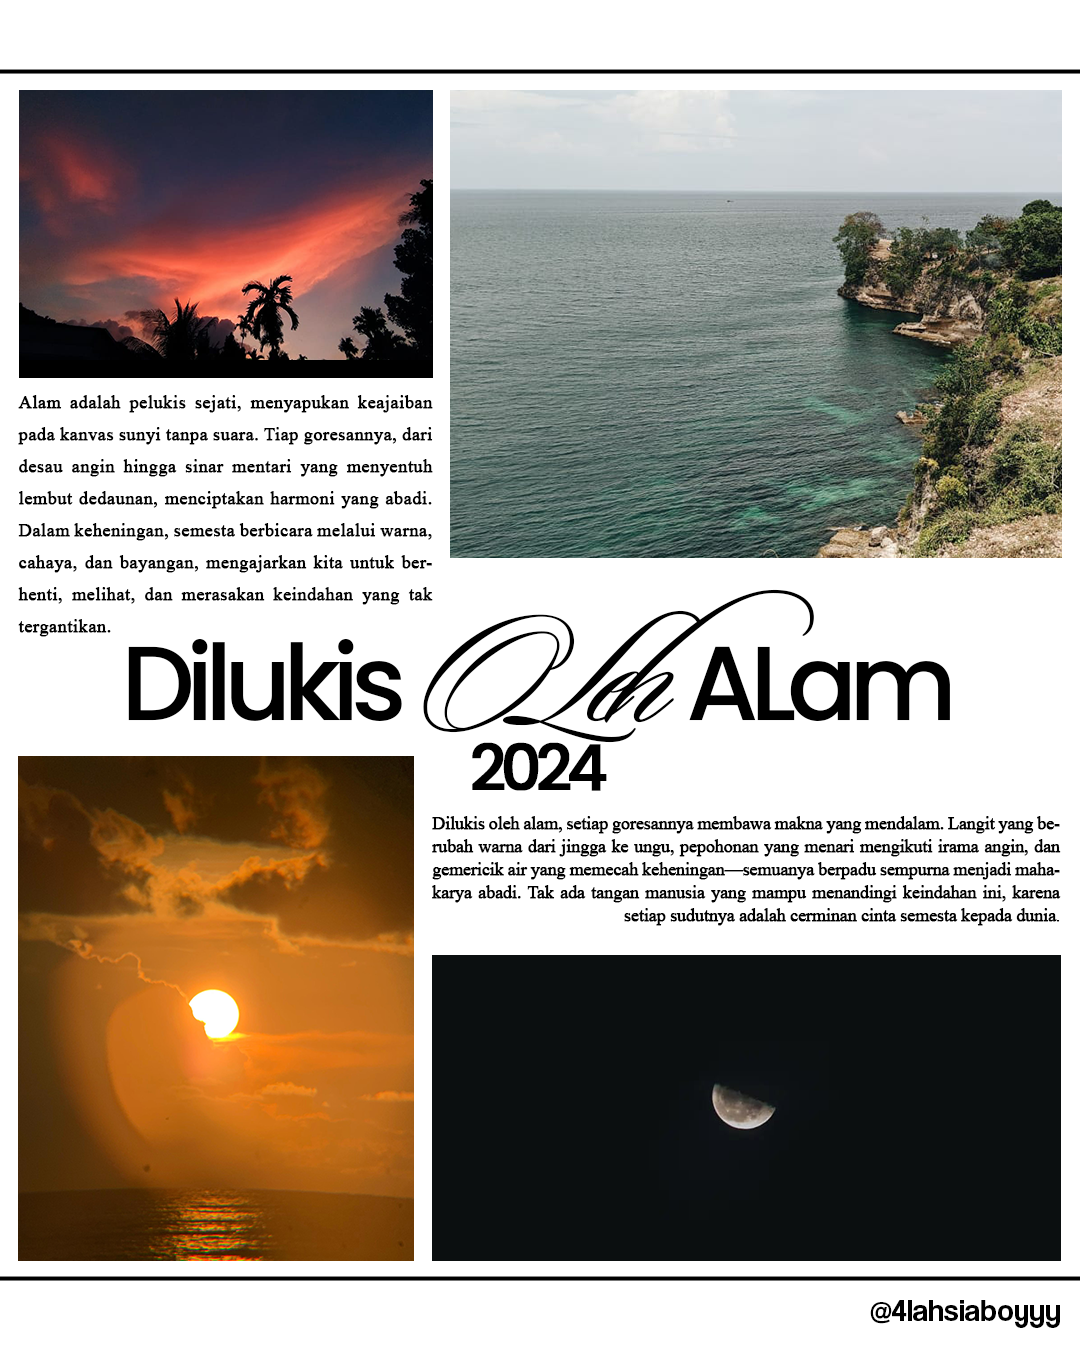 Alam adalah pelukis sejati, menyapukan keajaiban
pada kanvas sunyi tanpa suara. Tiap goresannya, dari
desau angin hingga sinar mentari yang menyentuh
lembut dedaunan, menciptakan harmoni yang abadi.
Dalam keheningan, semesta berbicara melalui warna,
cahaya, dan bayangan, mengajarkan kita untuk ber-
henti, melihat, dan merasakan keindahan yang tak
tergantikan.
Dilukis Oleh ALam
2024
Dilukis oleh alam, setiap goresannya membawa makna yang mendalam. Langit yang be-
rubah warna dari jingga ke ungu, pepohonan yang menari mengikuti irama angin, dan
gemericik air yang memecah keheningan—semuanya berpadu sempurna menjadi maha-
karya abadi. Tak ada tangan manusia yang mampu menandingi keindahan ini, karena
setiap sudutnya adalah cerminan cinta semesta kepada dunia.
@4lahsiaboyyy